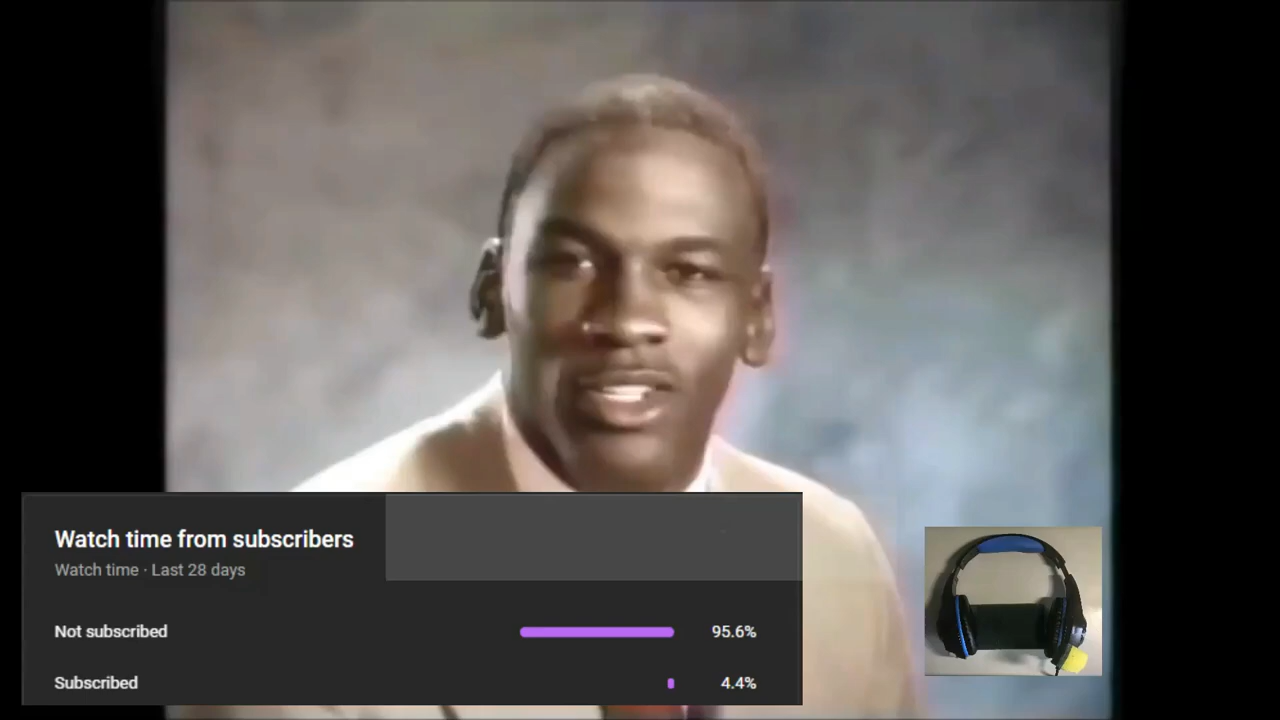 Watch time from subscribers
Watch time · Last 28 days
Not subscribed 95.6%
Subscribed 4.4%